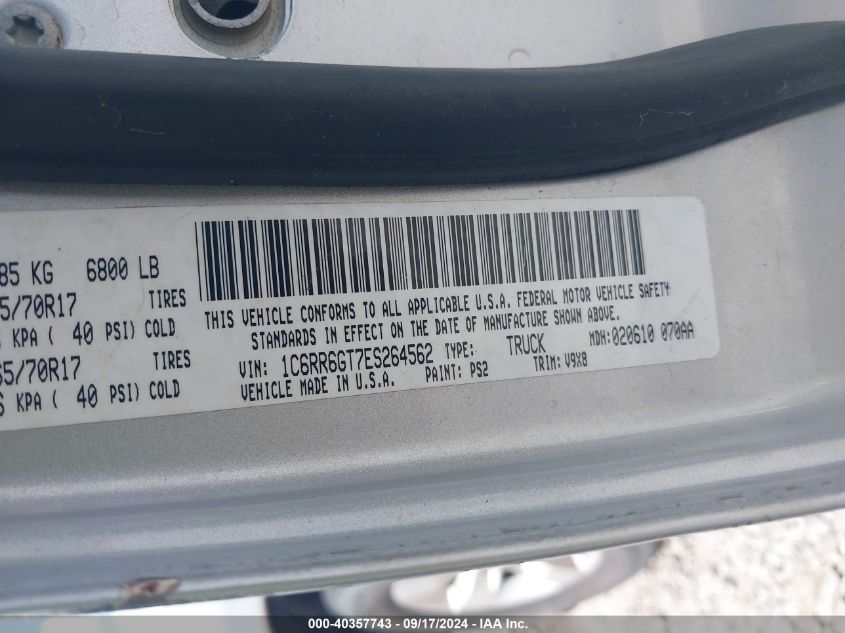 85 KG 6800 LB
5/70R17 TIRES
KPA ( 40 PSI) COLD
65/70R17 TIRES
KPA ( 40 PSI) COLD
THIS VEHICLE CONFORMS TO ALL APPLICABLE U.S.A. FEDERAL MOTOR VEHICLE SAFETY
STANDARDS IN EFFECT ON THE DATE OF MANUFACTURE SHOWN ABOVE.
VIN: 1C6RR6GT7ES264562 TYPE: TRUCK MDH:020610 070AA
VEHICLE MADE IN U.S.A. PAINT: PS2 TRIM: V9X8
000-40357743 - 09/17/2024 - IAA Inc.